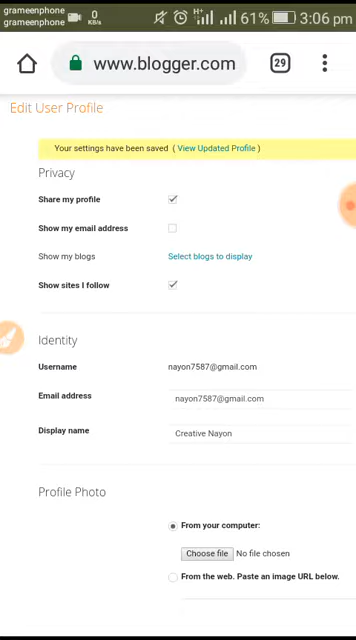 grameenphone
grameenphone
0
KB/s
H+
61%
3:06 pm
www.blogger.com
29
Edit User Profile
Your settings have been saved ( View Updated Profile )
Privacy
Share my profile
Show my email address
Show my blogs Select blogs to display
Show sites I follow
Identity
Username nayon7587@gmail.com
Email address nayon7587@gmail.com
Display name Creative Nayon
Profile Photo
From your computer:
Choose file No file chosen
From the web. Paste an image URL below.